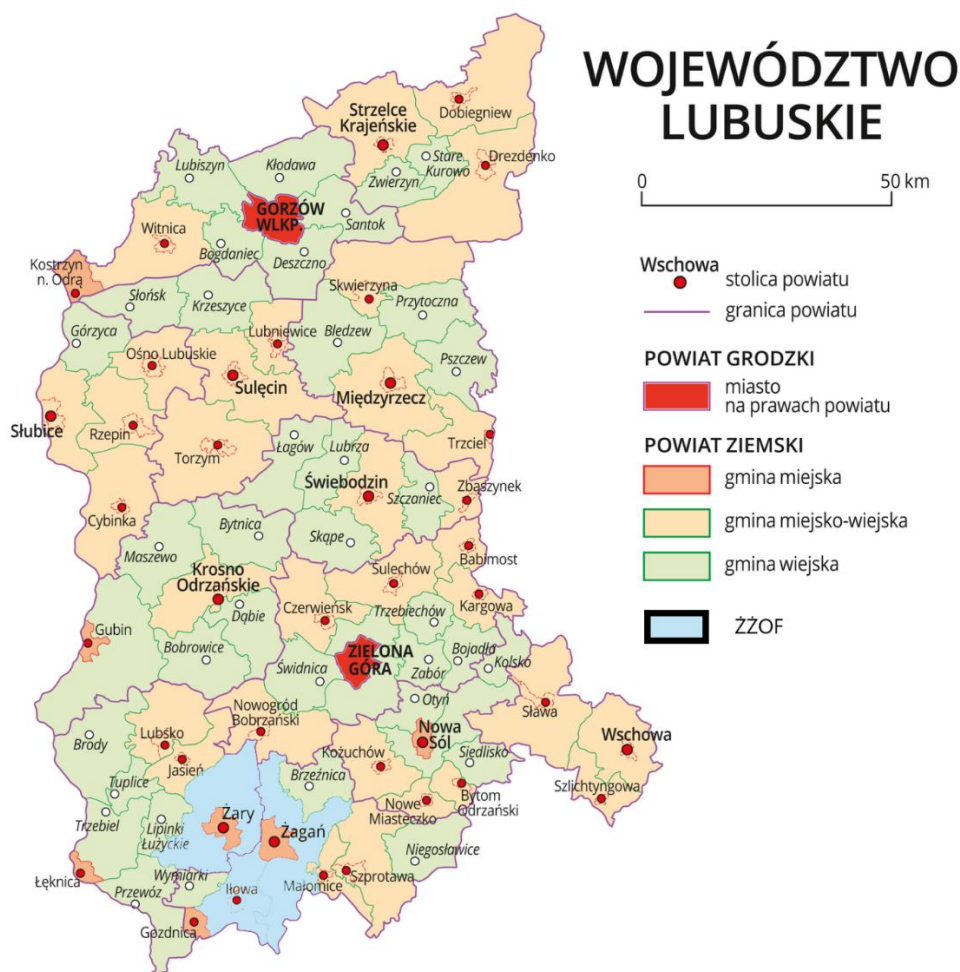 WOJEWÓDZTWO
LUBUSKIE
0 50 km
Wschowa
stolica powiatu
granica powiatu
POWIAT GRODZKI
miasto
na prawach powiatu
POWIAT ZIEMSKI
gmina miejska
gmina miejsko-wiejska
gmina wiejska
ŻŻOF
Strzelce
Krajeńskie
Dobiegniew
Stare
Kurowo
Drezdenko
Zwierzyn
Lubiszyn
Kłodawa
GORZÓW
WLKP.
Santok
Witnica
Bogdaniec
Deszczno
Kostrzyn
n. Odrą
Słońsk
Krzeszyce
Skwierzyna
Przytoczna
Górzyca
Lubniewice
Bledzew
Ośno Lubuskie
Pszczew
Sulęcin
Międzyrzecz
Słubice
Rzepin
Trzciel
Torzym
Łagów
Lubrza
Świebodzin
Szczaniec
Zbąszynek
Cybinka
Bytnica
Skąpe
Maszewo
Babimost
Krosno
Odrzańskie
Sulechów
Dąbie
Czerwieńsk
Trzebiechów
Kargowa
Gubin
Bobrowice
ZIELONA
GÓRA
Bojadła
Świdnica
Zabór
Kolsko
Nowogród
Bobrzański
Otyń
Sława
Brody
Lubsko
Nowa
Sól
Wschowa
Jasień
Kożuchów
Siedlisko
Tuplice
Brzeźnica
Bytom
Odrzański
Szlichtyngowa
Nowe
Miasteczko
Trzebiel
Lipinki
Łużyckie
Żary
Żagań
Niegosławice
Łęknica
Wymiarki
Przewóz
Iłowa
Małomice
Szprotawa
Gozdnica